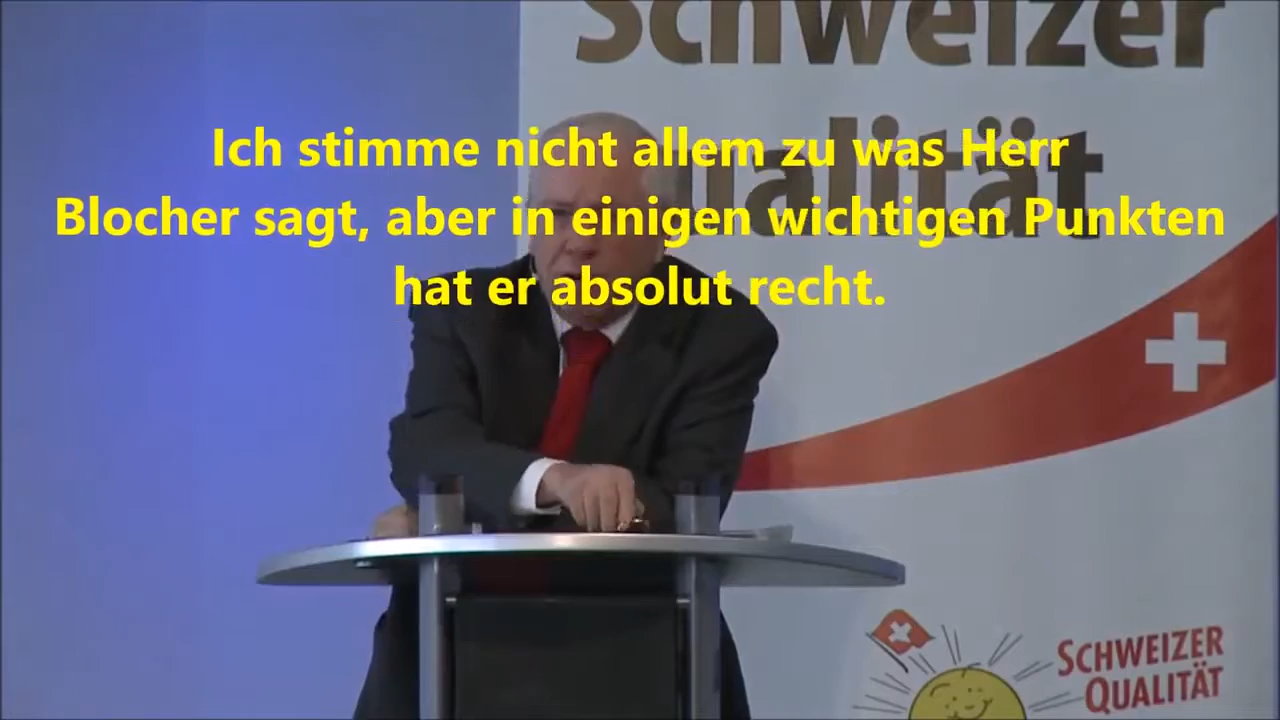 Schweizer
Qualität
Ich stimme nicht allem zu was Herr
Blocher sagt, aber in einigen wichtigen Punkten
hat er absolut recht.
SCHWEIZER
QUALITÄT